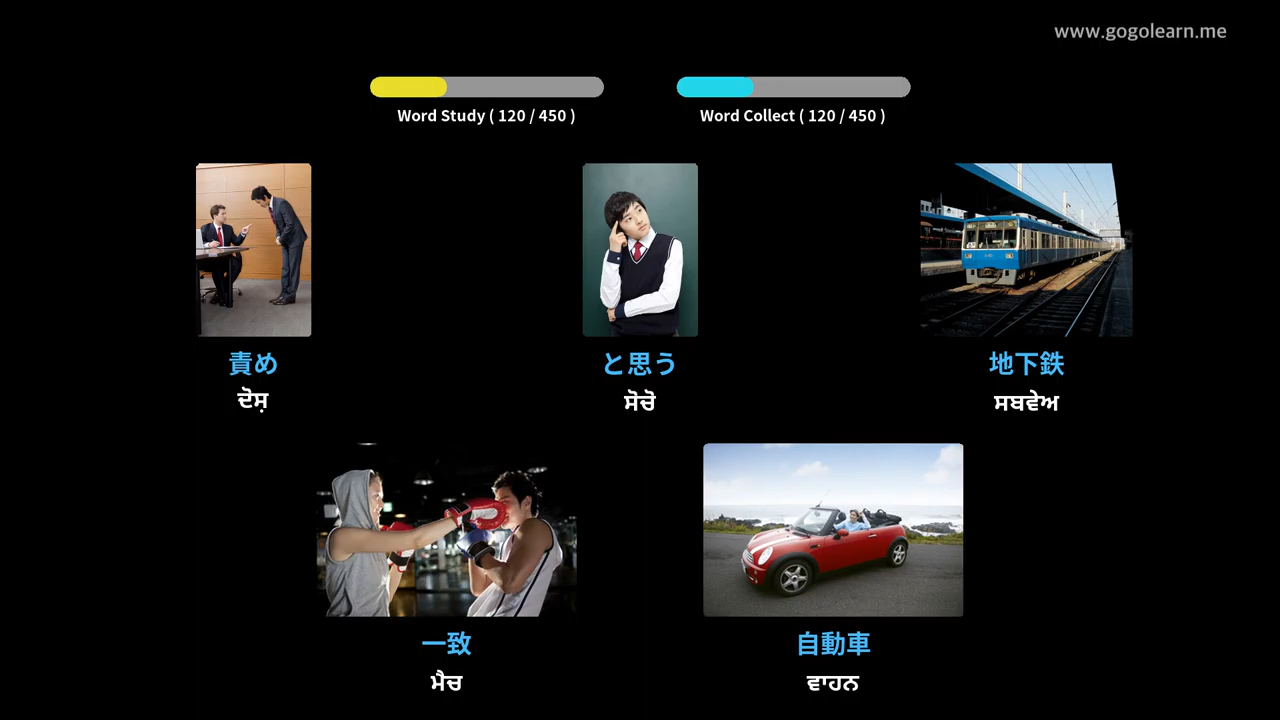 www.gogolearn.me
Word Study ( 120 / 450 )
Word Collect ( 120 / 450 )
責め
と思う
地下鉄
ਦੋਸ਼
ਸੋਚੋ
ਸਬਵੇਅ
一致
自動車
ਮੈਚ
ਵਾਹਨ